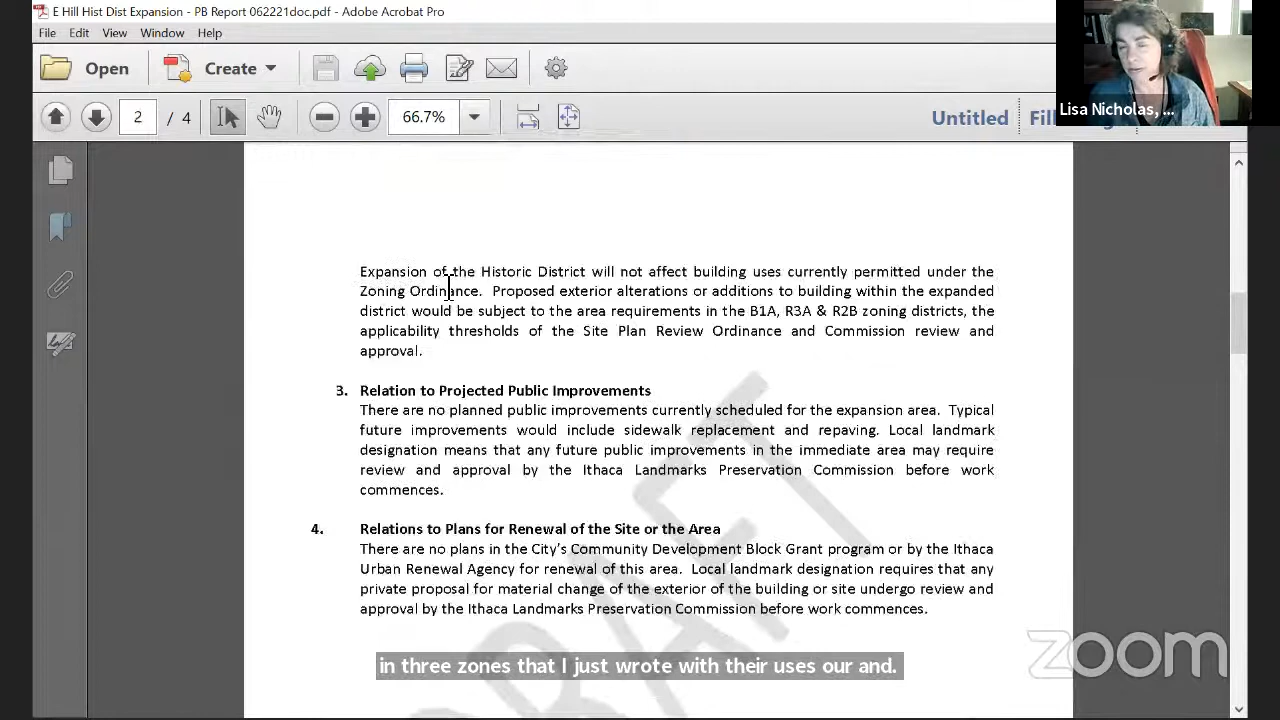 E Hill Hist Dist Expansion - PB Report 062221doc.pdf - Adobe Acrobat Pro
File Edit View Window Help
Open Create
2 / 4 66.7% Untitled
Lisa Nicholas, ...
Expansion of the Historic District will not affect building uses currently permitted under the
Zoning Ordinance. Proposed exterior alterations or additions to building within the expanded
district would be subject to the area requirements in the B1A, R3A & R2B zoning districts, the
applicability thresholds of the Site Plan Review Ordinance and Commission review and
approval.
3. Relation to Projected Public Improvements
There are no planned public improvements currently scheduled for the expansion area. Typical
future improvements would include sidewalk replacement and repaving. Local landmark
designation means that any future public improvements in the immediate area may require
review and approval by the Ithaca Landmarks Preservation Commission before work
commences.
4. Relations to Plans for Renewal of the Site or the Area
There are no plans in the City's Community Development Block Grant program or by the Ithaca
Urban Renewal Agency for renewal of this area. Local landmark designation requires that any
private proposal for material change of the exterior of the building or site undergo review and
approval by the Ithaca Landmarks Preservation Commission before work commences.
DRAFT
in three zones that I just wrote with their uses our and.
zoom